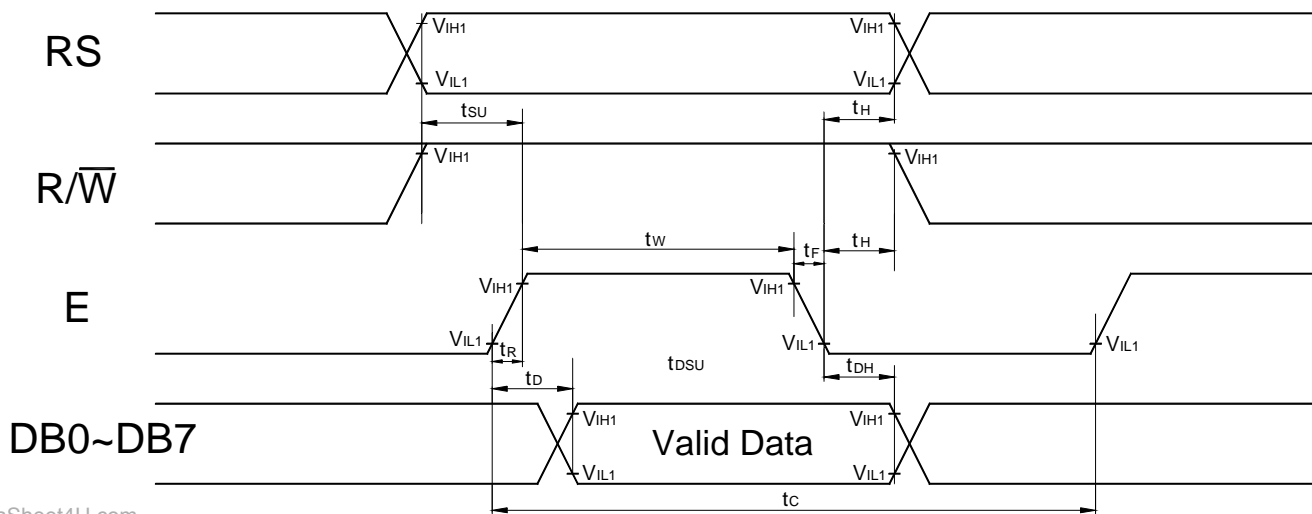 RS
VIH1
VIH1
VIL1
VIL1
tSU
tH
R/W̅
VIH1
VIH1
tW
tF
tH
E
VIH1
VIH1
VIL1
VIL1
VIL1
tR
tDSU
tDH
tD
DB0~DB7
VIH1
VIH1
Valid Data
VIL1
VIL1
tC